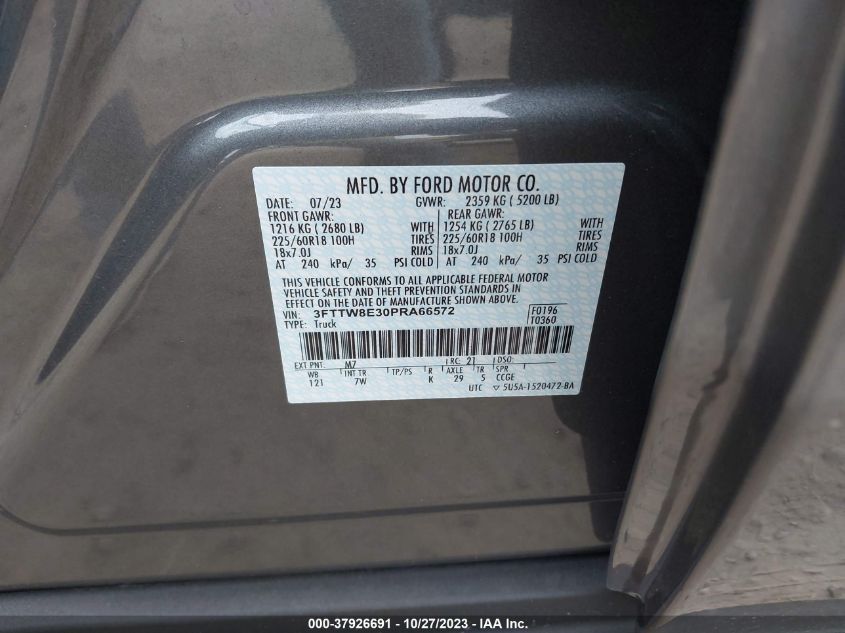 MFD. BY FORD MOTOR CO.
DATE: 07/23 GVWR: 2359 KG ( 5200 LB)
FRONT GAWR: REAR GAWR:
1216 KG ( 2680 LB) WITH 1254 KG ( 2765 LB) WITH
225/60R18 100H TIRES 225/60R18 100H TIRES
18x7.0J RIMS 18x7.0J RIMS
AT 240 kPa/ 35 PSI COLD AT 240 kPa/ 35 PSI COLD
THIS VEHICLE CONFORMS TO ALL APPLICABLE FEDERAL MOTOR
VEHICLE SAFETY AND THEFT PREVENTION STANDARDS IN
EFFECT ON THE DATE OF MANUFACTURE SHOWN ABOVE.
VIN: 3FTTW8E30PRA66572 F0196
TYPE: Truck T0360
EXT PNT: M7 RC: 21 DSO:
WB INT TR TP/PS R AXLE TR SPR
121 7W K 29 5 CCGE
UTC ▽ 5U5A-1520472-BA
000-37926691 - 10/27/2023 - IAAI.COM